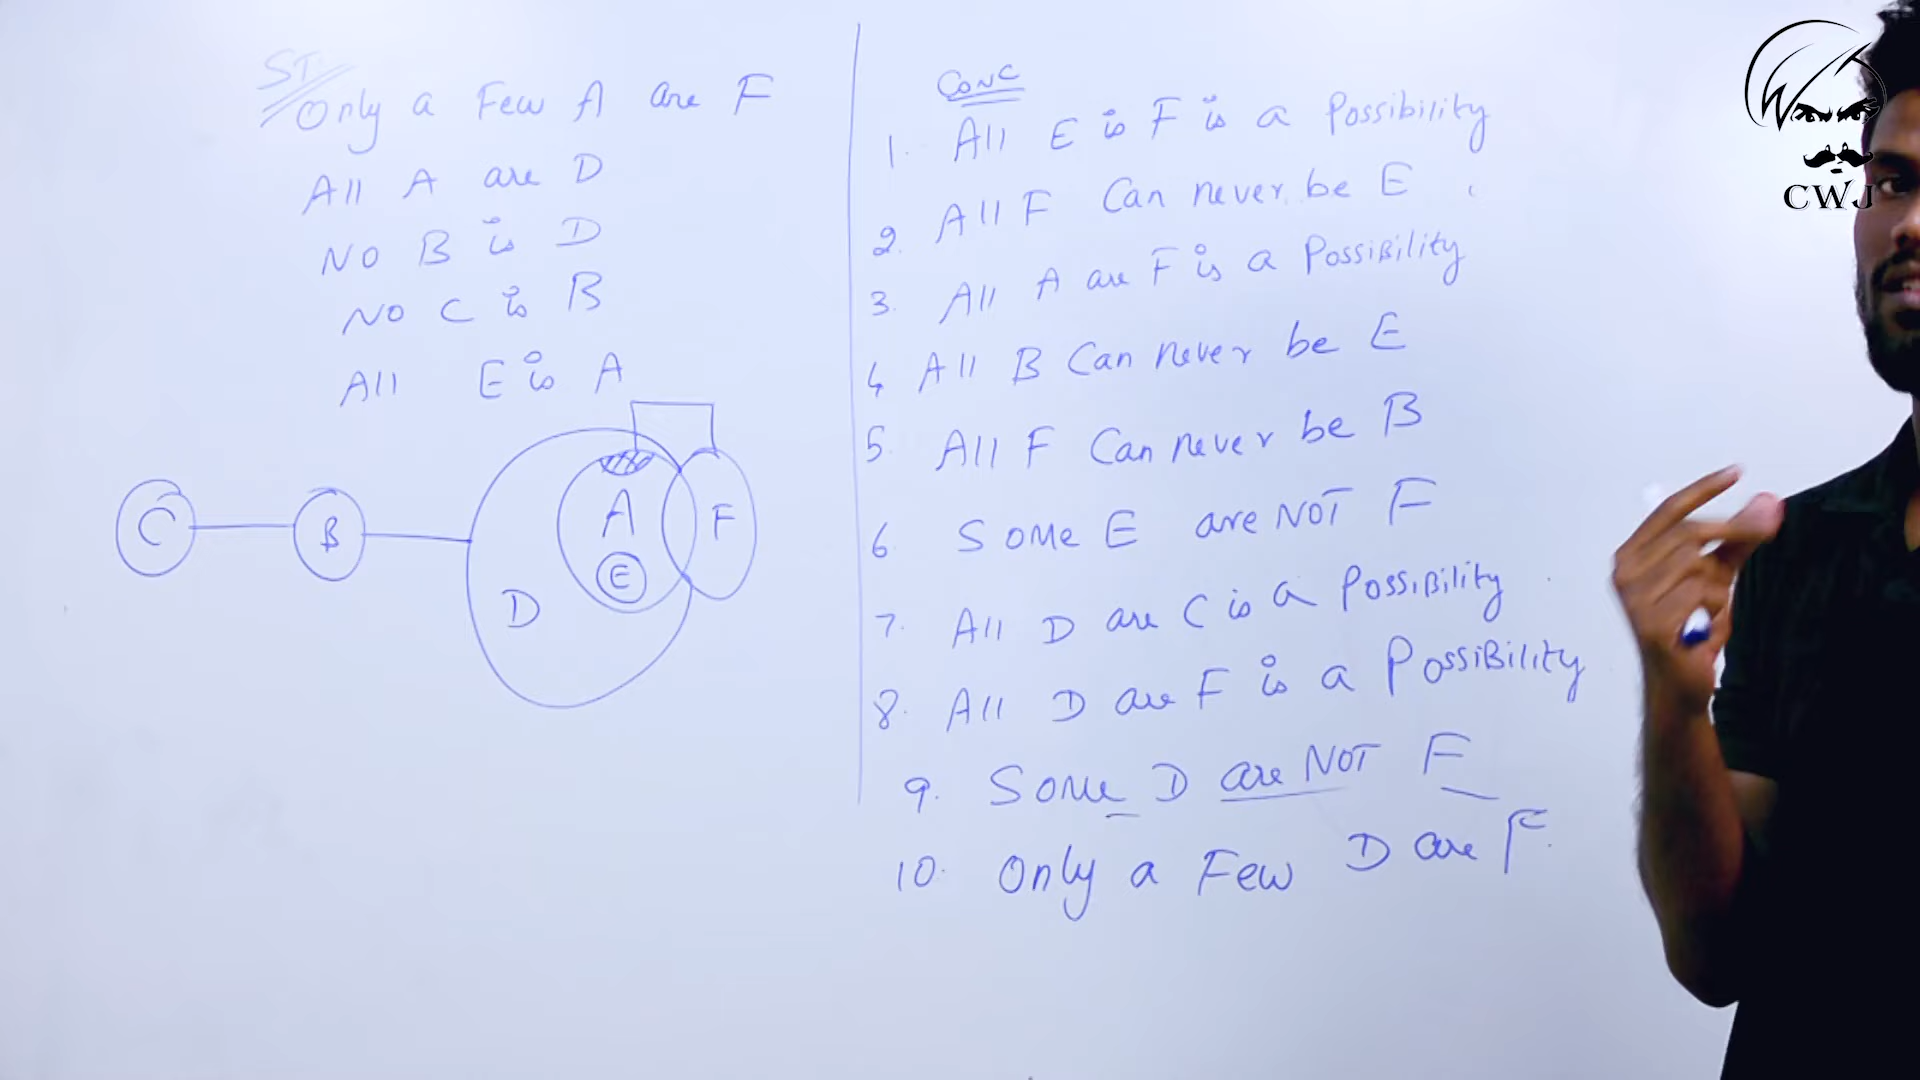 ST.
Only a Few A are F
All A are D
NO B is D
NO C is B
All E is A
C B D A E F
CONC
1. All E is F is a Possibility
2. All F Can never be E
3. All A are F is a Possibility
4 All B Can never be E
5. All F Can never be B
6 Some E are NOT F
7. All D are C is a Possibility
8. All D are F is a Possibility
9. Some D are NOT F
10. Only a Few D are F.
CWJ